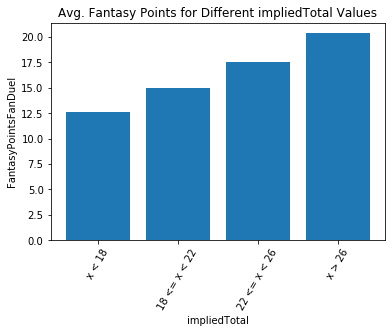 Avg. Fantasy Points for Different impliedTotal Values
FantasyPointsFanDuel
20.0
17.5
15.0
12.5
10.0
7.5
5.0
2.5
0.0
x < 18
18 <= x < 22
22 <= x < 26
x > 26
impliedTotal